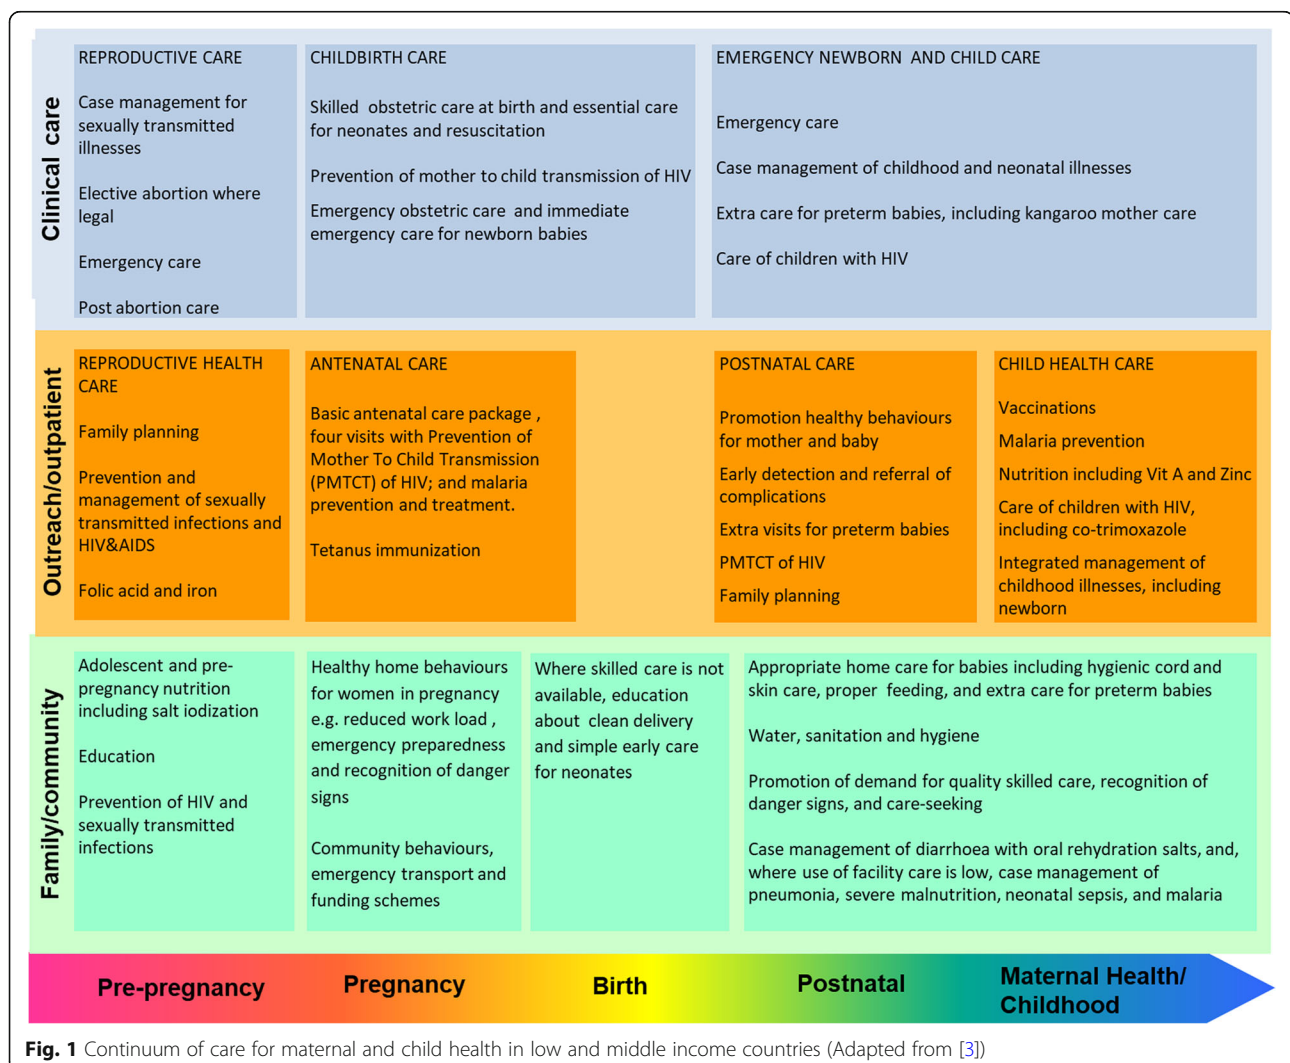 Clinical care
REPRODUCTIVE CARE
Case management for
sexually transmitted
illnesses
Elective abortion where
legal
Emergency care
Post abortion care
CHILDBIRTH CARE
Skilled obstetric care at birth and essential care
for neonates and resuscitation
Prevention of mother to child transmission of HIV
Emergency obstetric care and immediate
emergency care for newborn babies
EMERGENCY NEWBORN AND CHILD CARE
Emergency care
Case management of childhood and neonatal illnesses
Extra care for preterm babies, including kangaroo mother care
Care of children with HIV
Outreach/outpatient
REPRODUCTIVE HEALTH
CARE
Family planning
Prevention and
management of sexually
transmitted infections and
HIV&AIDS
Folic acid and iron
ANTENATAL CARE
Basic antenatal care package ,
four visits with Prevention of
Mother To Child Transmission
(PMTCT) of HIV; and malaria
prevention and treatment.
Tetanus immunization
POSTNATAL CARE
Promotion healthy behaviours
for mother and baby
Early detection and referral of
complications
Extra visits for preterm babies
PMTCT of HIV
Family planning
CHILD HEALTH CARE
Vaccinations
Malaria prevention
Nutrition including Vit A and Zinc
Care of children with HIV,
including co-trimoxazole
Integrated management of
childhood illnesses, including
newborn
Family/community
Adolescent and pre-
pregnancy nutrition
including salt iodization
Education
Prevention of HIV and
sexually transmitted
infections
Healthy home behaviours
for women in pregnancy
e.g. reduced work load ,
emergency preparedness
and recognition of danger
signs
Community behaviours,
emergency transport and
funding schemes
Where skilled care is not
available, education
about clean delivery
and simple early care
for neonates
Appropriate home care for babies including hygienic cord and
skin care, proper feeding, and extra care for preterm babies
Water, sanitation and hygiene
Promotion of demand for quality skilled care, recognition of
danger signs, and care-seeking
Case management of diarrhoea with oral rehydration salts, and,
where use of facility care is low, case management of
pneumonia, severe malnutrition, neonatal sepsis, and malaria
Pre-pregnancy
Pregnancy
Birth
Postnatal
Maternal Health/
Childhood
Fig. 1 Continuum of care for maternal and child health in low and middle income countries (Adapted from [3])